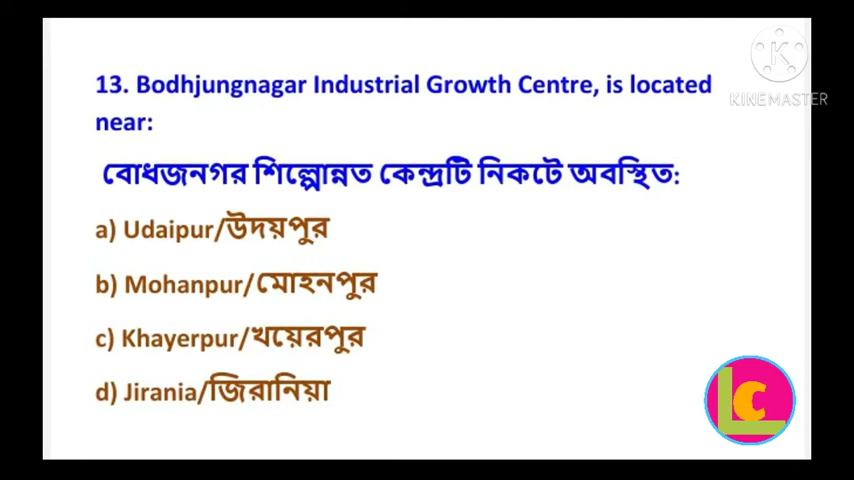 13. Bodhjungnagar Industrial Growth Centre, is located
near:
বোধজনগর শিল্পোন্নত কেন্দ্রটি নিকটে অবস্থিত:
a) Udaipur/উদয়পুর
b) Mohanpur/মোহনপুর
c) Khayerpur/খয়েরপুর
d) Jirania/জিরানিয়া
K
KINEMASTER
LC